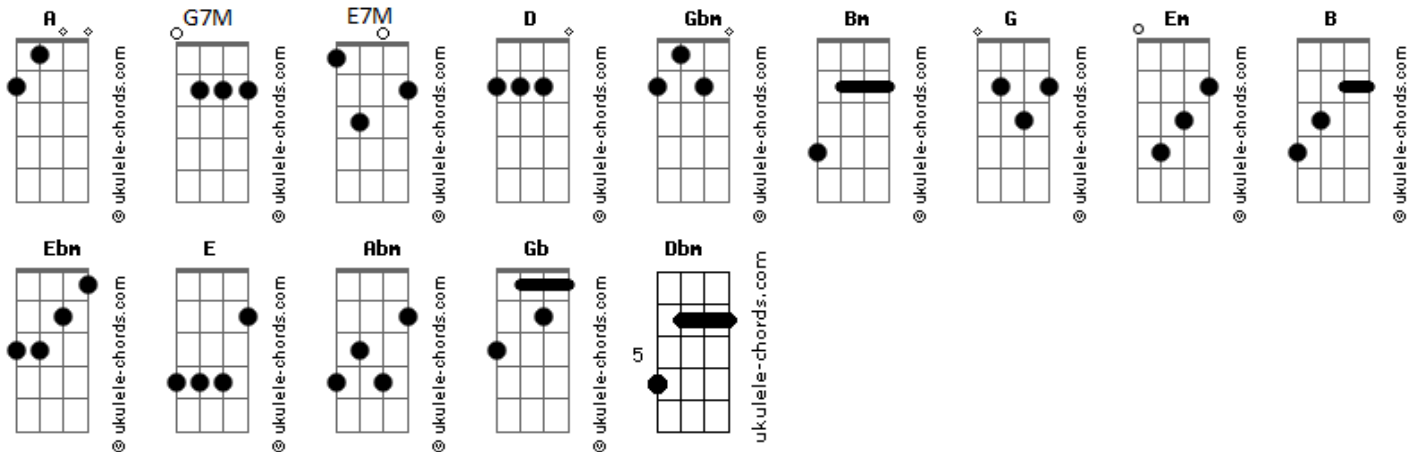 A G7M E7M D Gbm Bm G Em B
© ukulele-chords.com © ukulele-chords.com © ukulele-chords.com © ukulele-chords.com © ukulele-chords.com © ukulele-chords.com © ukulele-chords.com © ukulele-chords.com © ukulele-chords.com
Ebm E Abm Gb Dbm
5
© ukulele-chords.com © ukulele-chords.com © ukulele-chords.com © ukulele-chords.com ukulele-chords.com